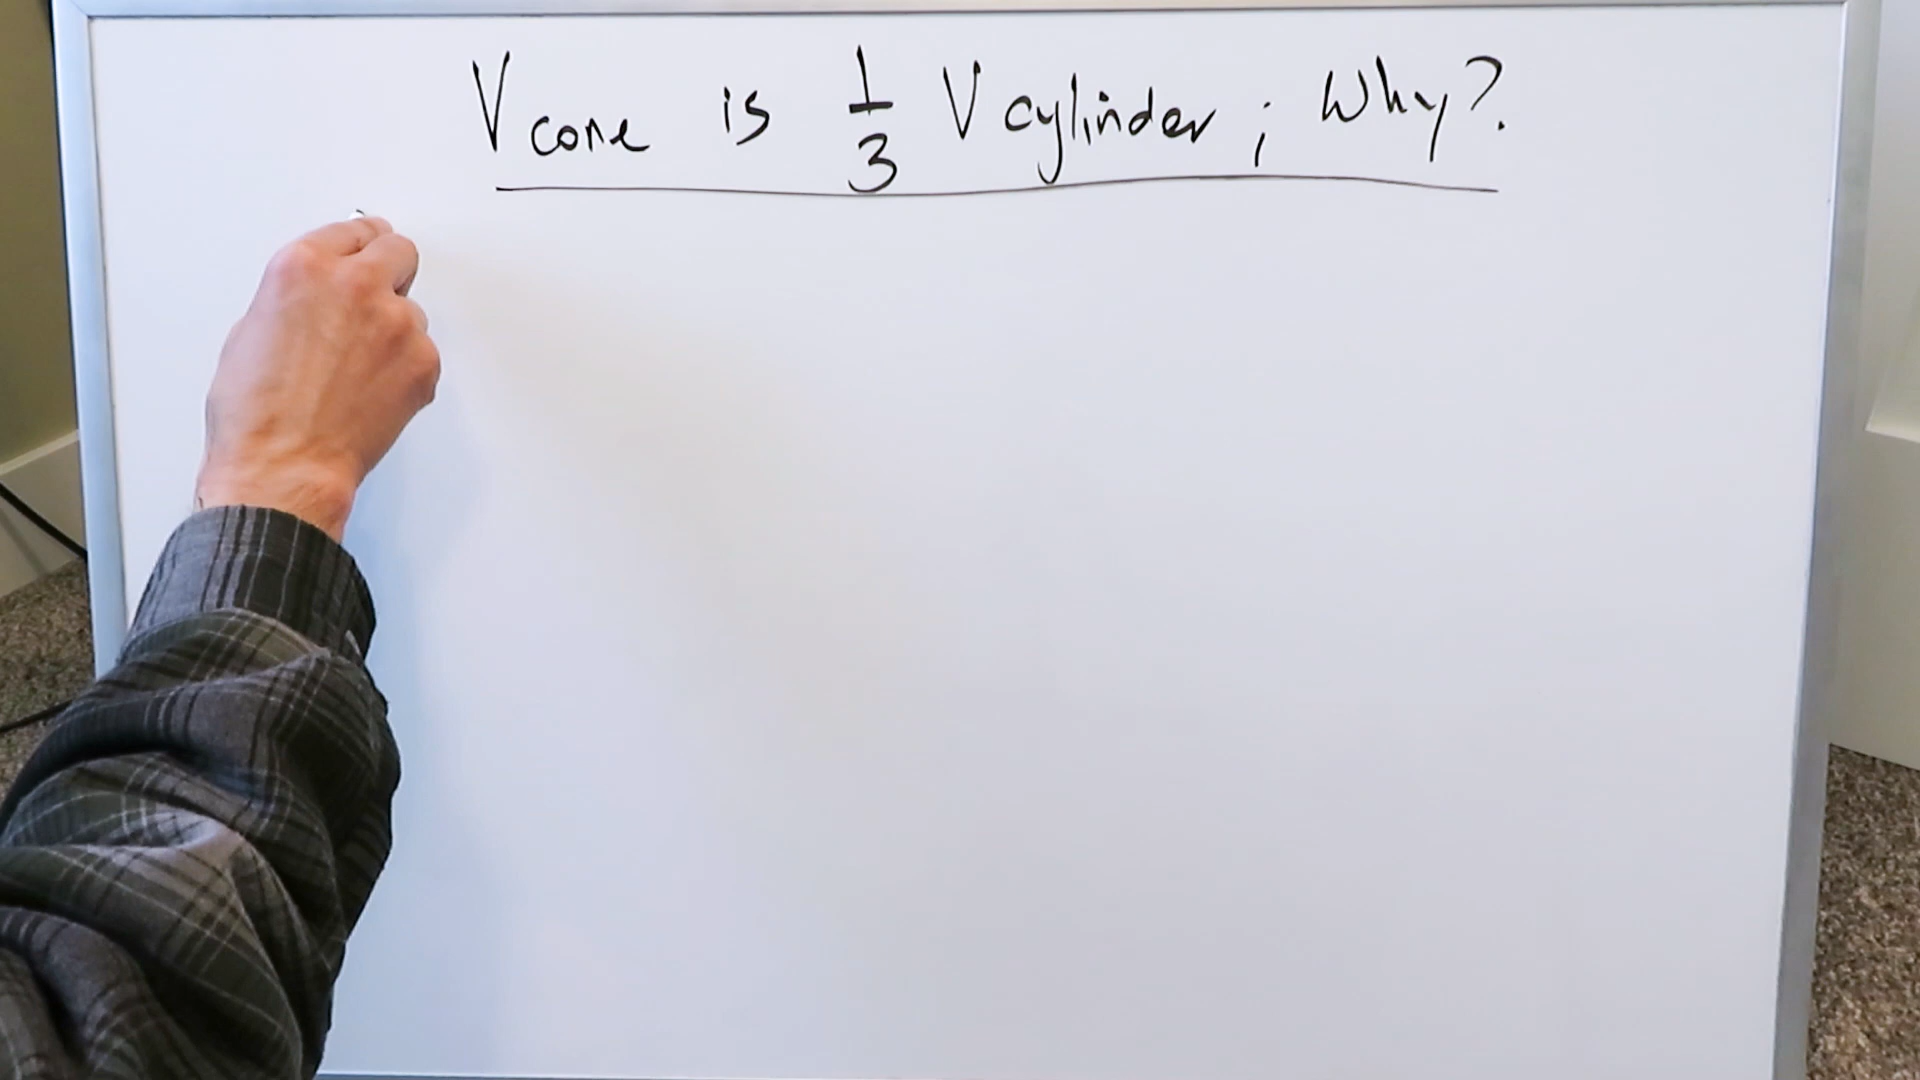 V cone is 1/3 V cylinder ; Why?